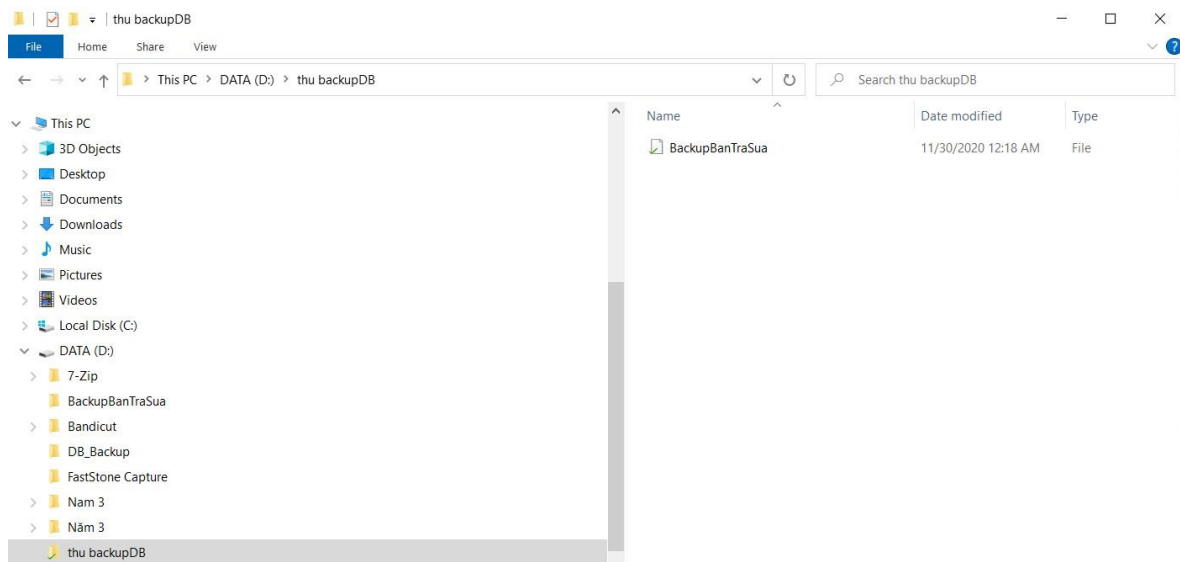 thu backupDB
File Home Share View
This PC > DATA (D:) > thu backupDB
Search thu backupDB
This PC
3D Objects
Desktop
Documents
Downloads
Music
Pictures
Videos
Local Disk (C:)
DATA (D:)
7-Zip
BackupBanTraSua
Bandicut
DB_Backup
FastStone Capture
Nam 3
Năm 3
thu backupDB
Name Date modified Type
BackupBanTraSua 11/30/2020 12:18 AM File